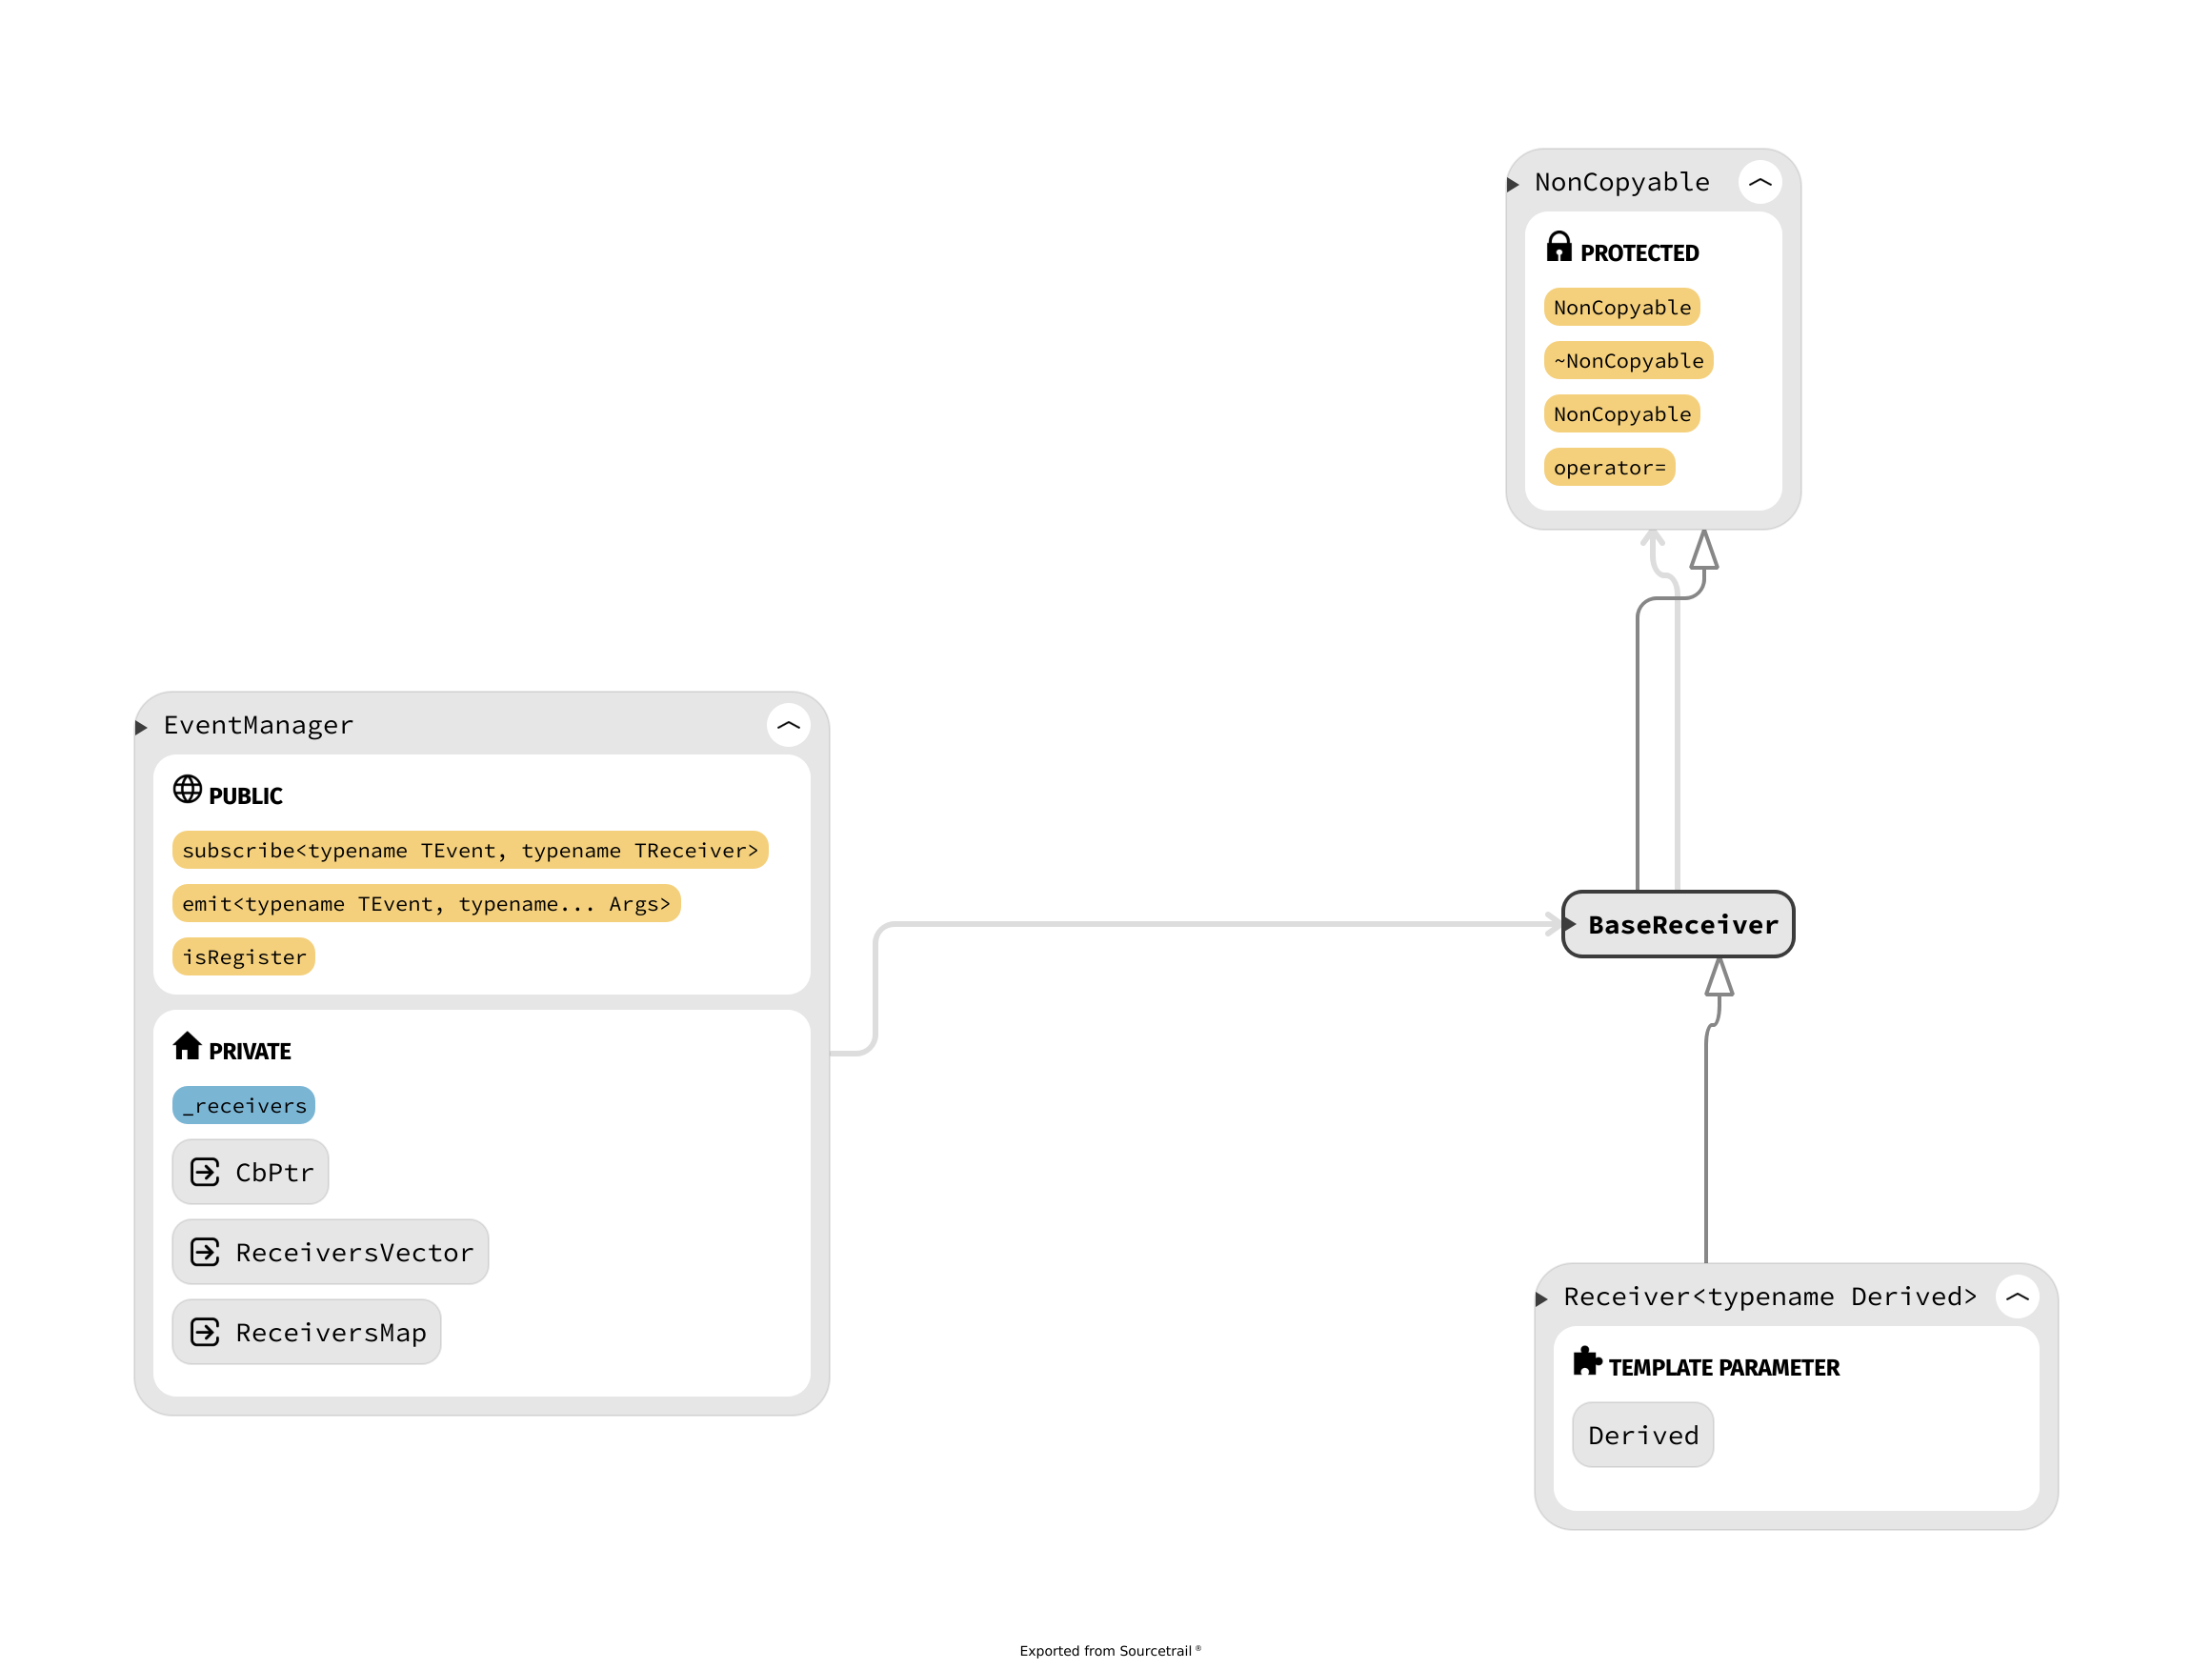 NonCopyable
PROTECTED
NonCopyable
~NonCopyable
NonCopyable
operator=
EventManager
PUBLIC
subscribe<typename TEvent, typename TReceiver>
emit<typename TEvent, typename... Args>
isRegister
PRIVATE
_receivers
CbPtr
ReceiversVector
ReceiversMap
BaseReceiver
Receiver<typename Derived>
TEMPLATE PARAMETER
Derived
Exported from Sourcetrail ®